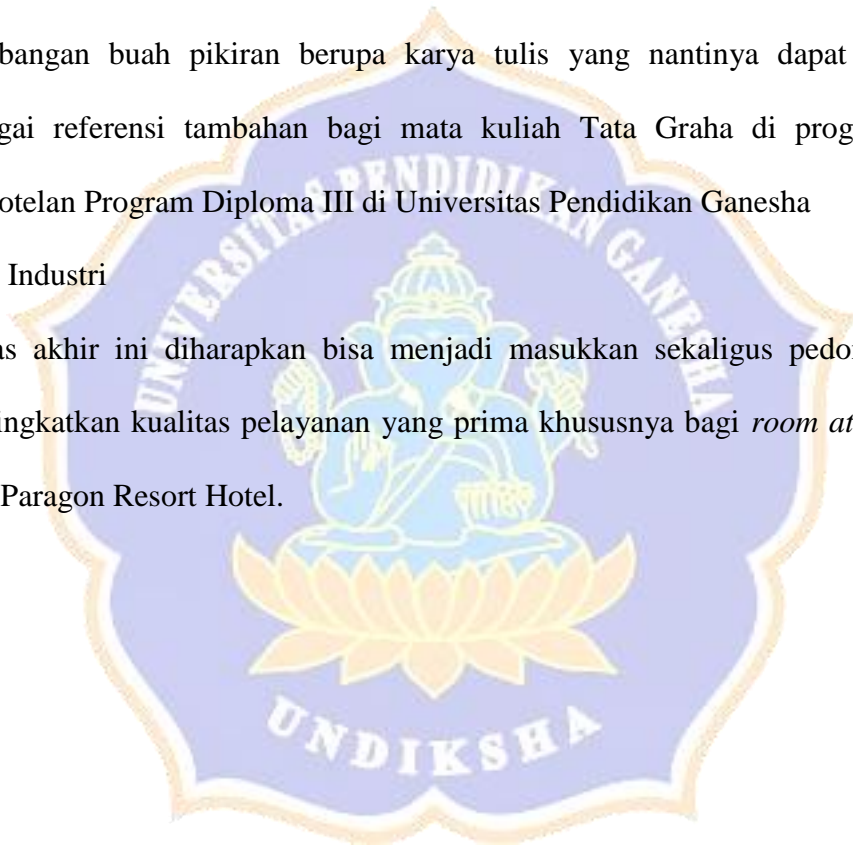 bangan buah pikiran berupa karya tulis yang nantinya dapat
gai referensi tambahan bagi mata kuliah Tata Graha di prog
otelan Program Diploma III di Universitas Pendidikan Ganesha
Industri
as akhir ini diharapkan bisa menjadi masukkan sekaligus pedo
ingkatkan kualitas pelayanan yang prima khususnya bagi room at
Paragon Resort Hotel.
UNIVERSITAS PENDIDIKAN GANESHA
UNDIKSHA